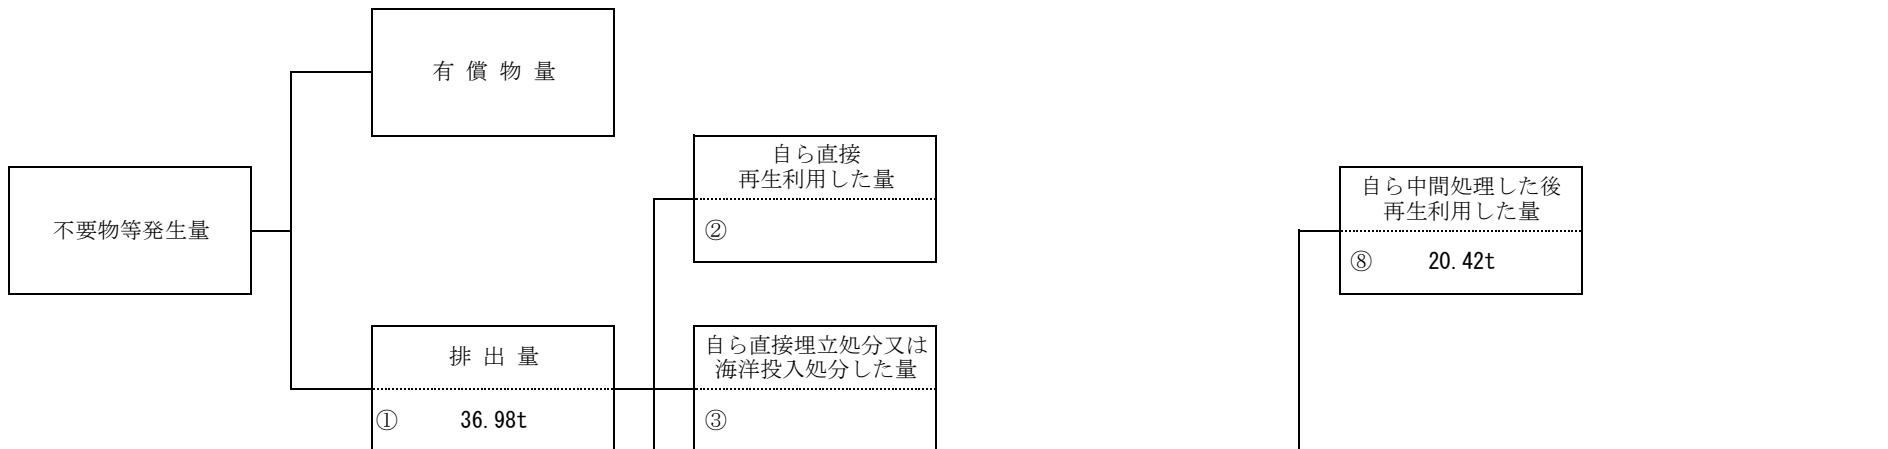 有 償 物 量
自ら直接
再生利用した量
②
不要物等発生量
自ら中間処理した後
再生利用した量
⑧ 20.42t
排 出 量
① 36.98t
自ら直接埋立処分又は
海洋投入処分した量
③